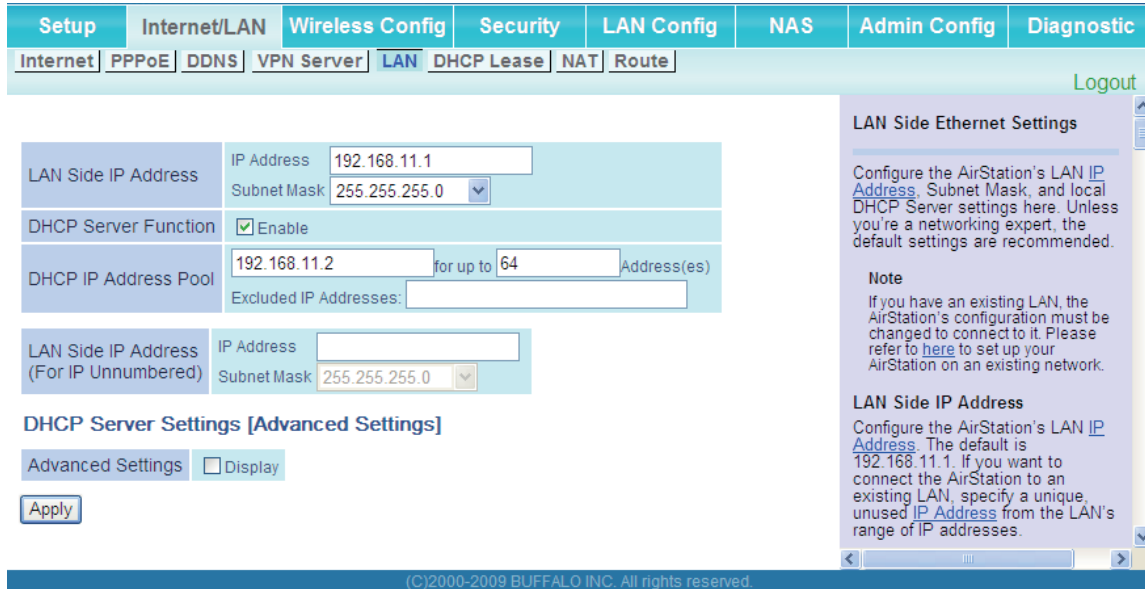 Setup Internet/LAN Wireless Config Security LAN Config NAS Admin Config Diagnostic
Internet PPPoE DDNS VPN Server LAN DHCP Lease NAT Route
Logout
LAN Side IP Address
IP Address 192.168.11.1
Subnet Mask 255.255.255.0
DHCP Server Function Enable
DHCP IP Address Pool
192.168.11.2 for up to 64 Address(es)
Excluded IP Addresses:
LAN Side IP Address
(For IP Unnumbered)
IP Address
Subnet Mask 255.255.255.0
DHCP Server Settings [Advanced Settings]
Advanced Settings Display
Apply
LAN Side Ethernet Settings
Configure the AirStation's LAN IP
Address, Subnet Mask, and local
DHCP Server settings here. Unless
you're a networking expert, the
default settings are recommended.
Note
If you have an existing LAN, the
AirStation's configuration must be
changed to connect to it. Please
refer to here to set up your
AirStation on an existing network.
LAN Side IP Address
Configure the AirStation's LAN IP
Address. The default is
192.168.11.1. If you want to
connect the AirStation to an
existing LAN, specify a unique,
unused IP Address from the LAN's
range of IP addresses.
(C)2000-2009 BUFFALO INC. All rights reserved.